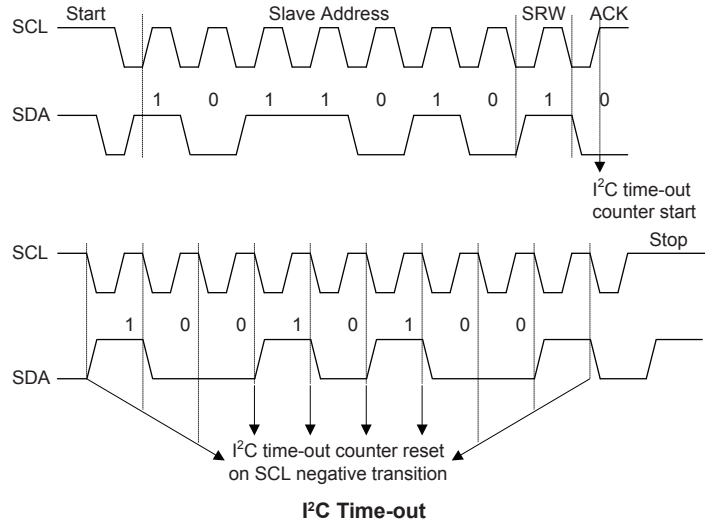 Start Slave Address SRW ACK
SCL
1 0 1 1 0 1 0 1 0
SDA
I²C time-out
counter start
Stop
SCL
1 0 0 1 0 1 0 0
SDA
I²C time-out counter reset
on SCL negative transition
I²C Time-out